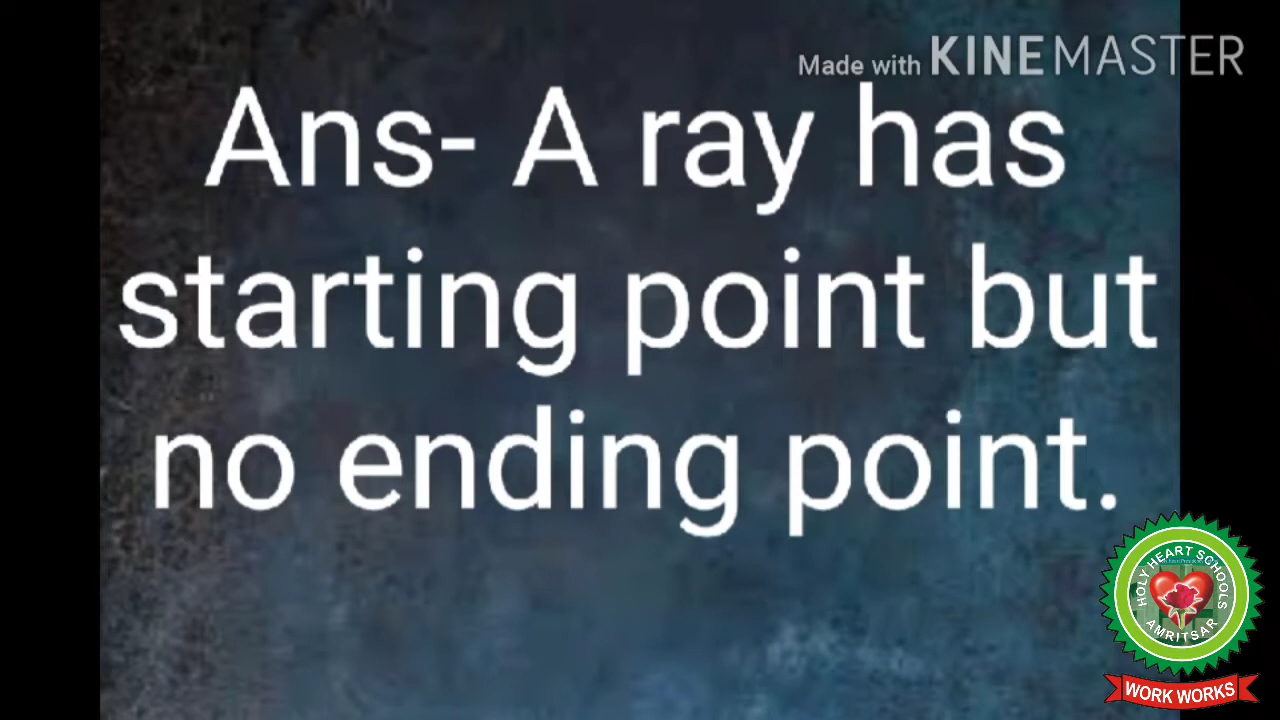 Made with KINEMASTER
Ans- A ray has
starting point but
no ending point.
HOLY HEART SCHOOLS
AMRITSAR
WORK WORKS